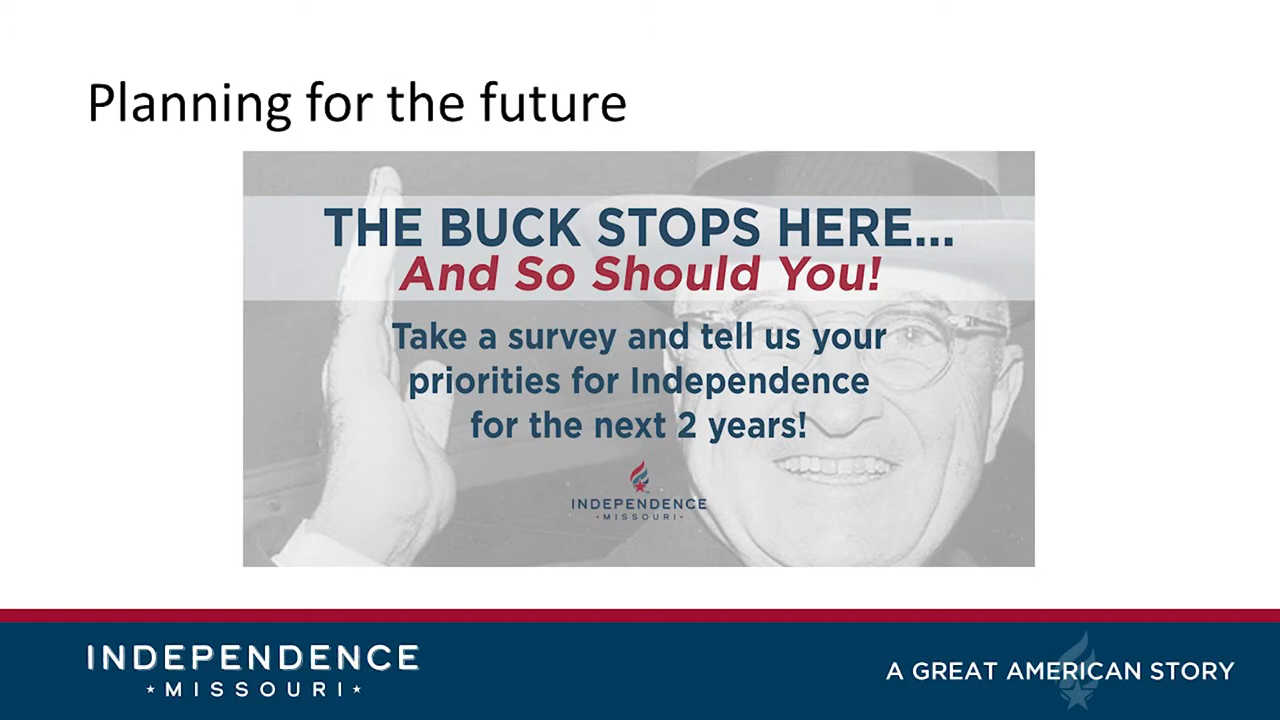 Planning for the future
THE BUCK STOPS HERE...
And So Should You!
Take a survey and tell us your
priorities for Independence
for the next 2 years!
INDEPENDENCE
MISSOURI
INDEPENDENCE
MISSOURI
A GREAT AMERICAN STORY